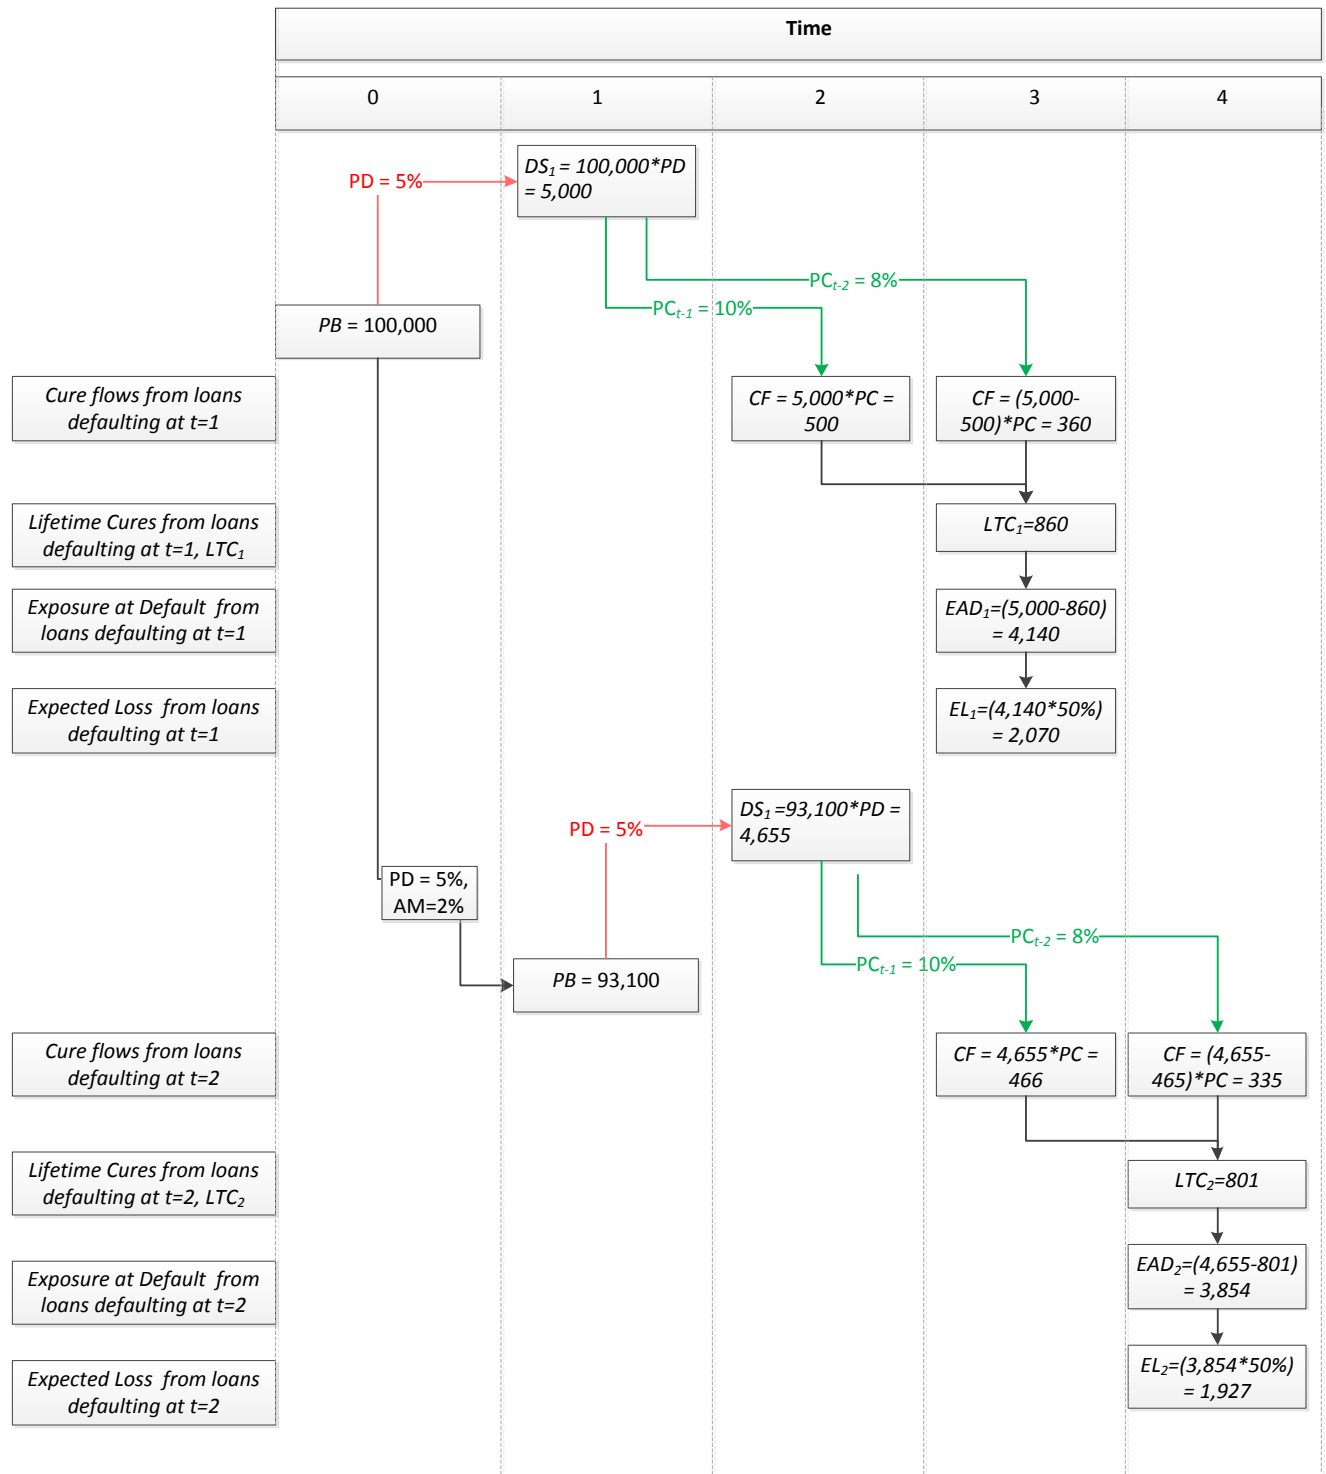 Time
0
1
2
3
4
DS1 = 100,000*PD
= 5,000
PD = 5%
PCt-2 = 8%
PCt-1 = 10%
PB = 100,000
Cure flows from loans
defaulting at t=1
CF = 5,000*PC =
500
CF = (5,000-
500)*PC = 360
Lifetime Cures from loans
defaulting at t=1, LTC1
LTC1=860
Exposure at Default from
loans defaulting at t=1
EAD1=(5,000-860)
= 4,140
Expected Loss from loans
defaulting at t=1
EL1=(4,140*50%)
= 2,070
DS1 =93,100*PD =
4,655
PD = 5%
PD = 5%,
AM=2%
PCt-2 = 8%
PCt-1 = 10%
PB = 93,100
Cure flows from loans
defaulting at t=2
CF = 4,655*PC =
466
CF = (4,655-
465)*PC = 335
Lifetime Cures from loans
defaulting at t=2, LTC2
LTC2=801
Exposure at Default from
loans defaulting at t=2
EAD2=(4,655-801)
= 3,854
Expected Loss from loans
defaulting at t=2
EL2=(3,854*50%)
= 1,927